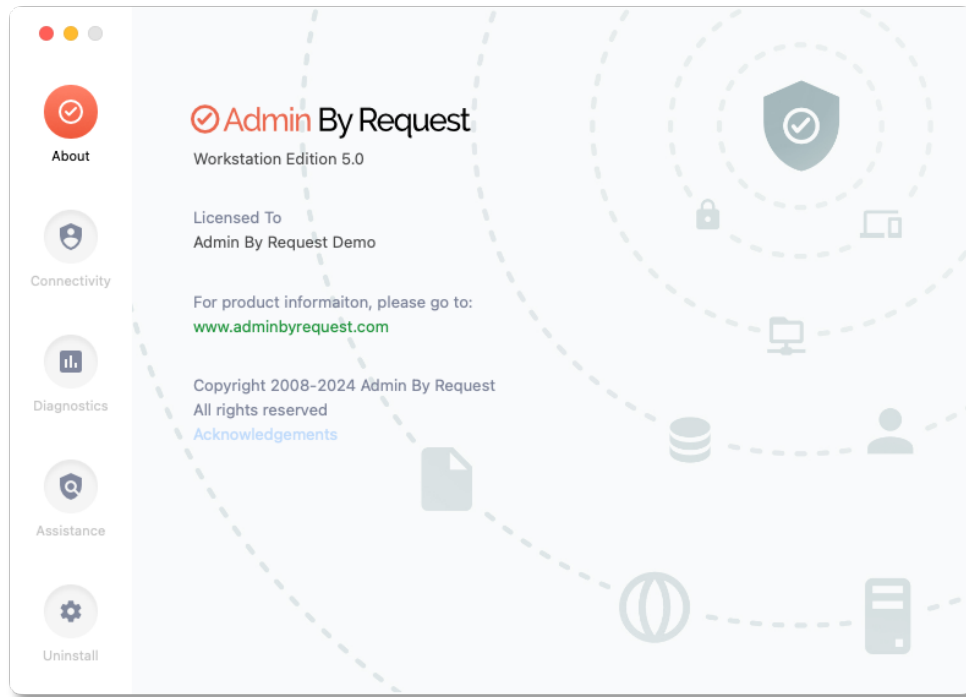 About
Connectivity
Diagnostics
Assistance
Uninstall
Admin By Request
Workstation Edition 5.0
Licensed To
Admin By Request Demo
For product informaiton, please go to:
www.adminbyrequest.com
Copyright 2008-2024 Admin By Request
All rights reserved
Acknowledgements